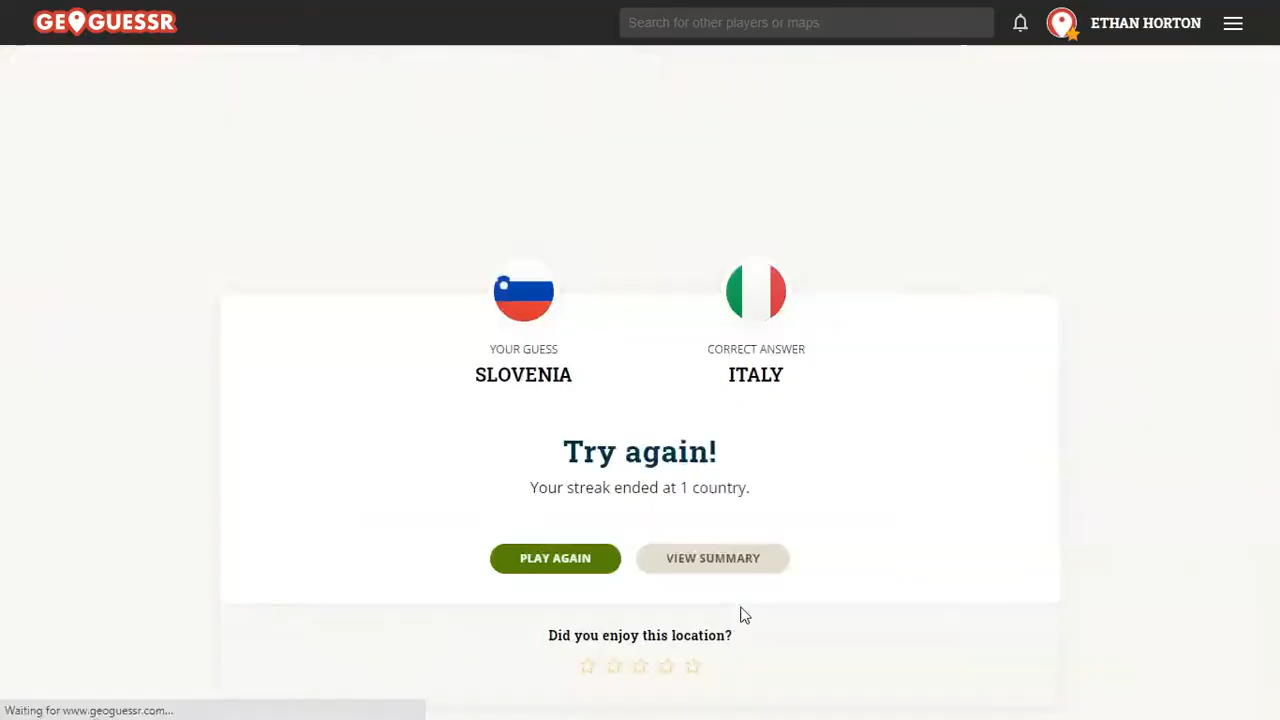 GEOGUESSR
Search for other players or maps
ETHAN HORTON
YOUR GUESS
CORRECT ANSWER
SLOVENIA
ITALY
Try again!
Your streak ended at 1 country.
PLAY AGAIN
VIEW SUMMARY
Did you enjoy this location?
Waiting for www.geoguessr.com...